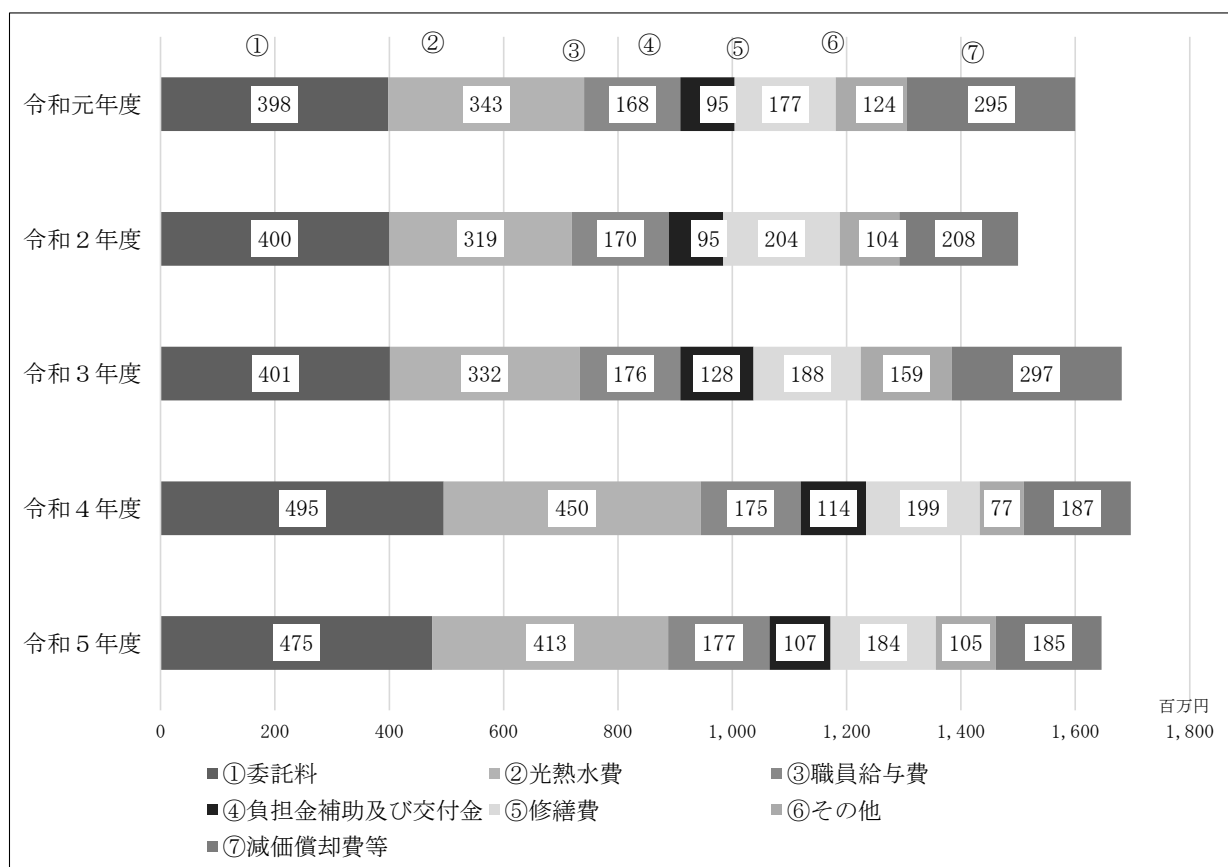 ① ② ③ ④ ⑤ ⑥ ⑦
令和元年度 398 343 168 95 177 124 295
令和２年度 400 319 170 95 204 104 208
令和３年度 401 332 176 128 188 159 297
令和４年度 495 450 175 114 199 77 187
令和５年度 475 413 177 107 184 105 185
百万円
0 200 400 600 800 1,000 1,200 1,400 1,600 1,800
①委託料 ②光熱水費 ③職員給与費
④負担金補助及び交付金 ⑤修繕費 ⑥その他
⑦減価償却費等